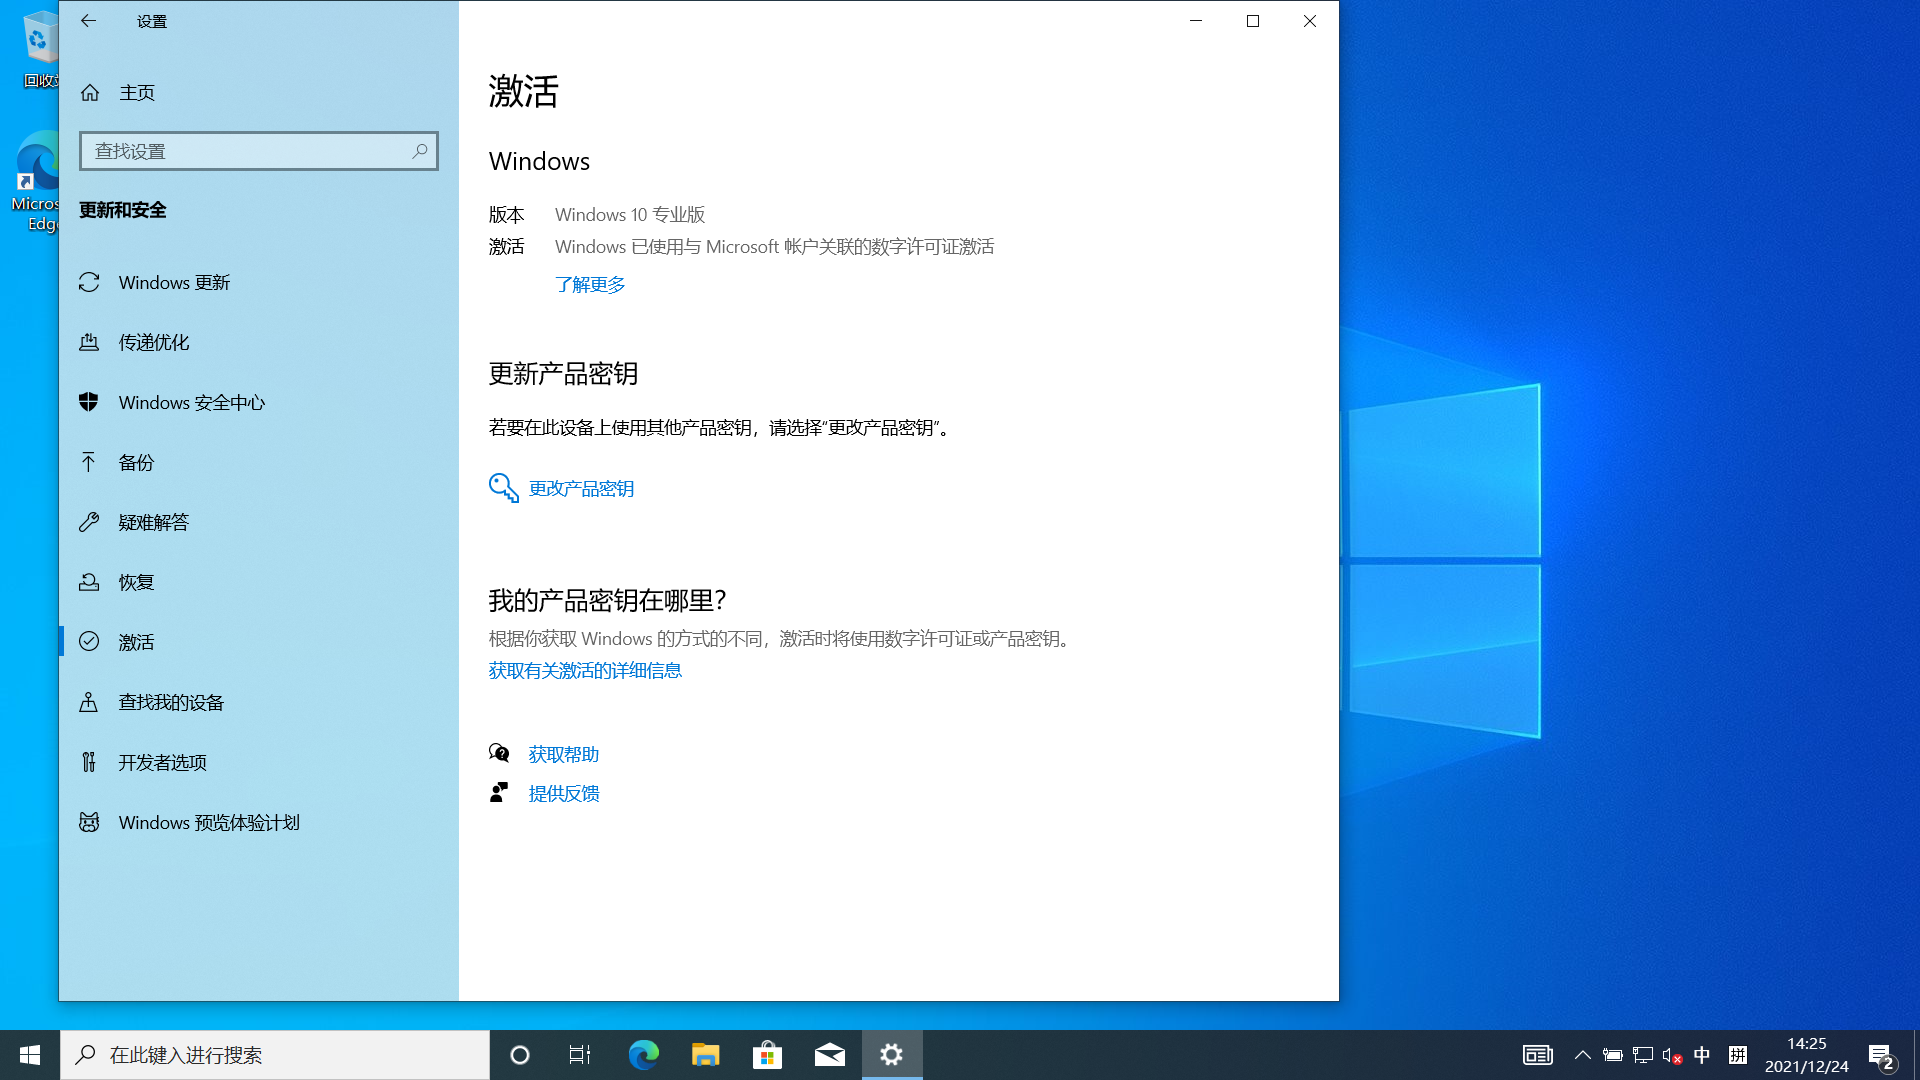 回收站
Micros
Edge
设置
主页
查找设置
更新和安全
Windows 更新
传递优化
Windows 安全中心
备份
疑难解答
恢复
激活
查找我的设备
开发者选项
Windows 预览体验计划
激活
Windows
版本 Windows 10 专业版
激活 Windows 已使用与 Microsoft 帐户关联的数字许可证激活
了解更多
更新产品密钥
若要在此设备上使用其他产品密钥，请选择"更改产品密钥"。
更改产品密钥
我的产品密钥在哪里?
根据你获取 Windows 的方式的不同，激活时将使用数字许可证或产品密钥。
获取有关激活的详细信息
获取帮助
提供反馈
在此键入进行搜索
中
拼
14:25
2021/12/24
2